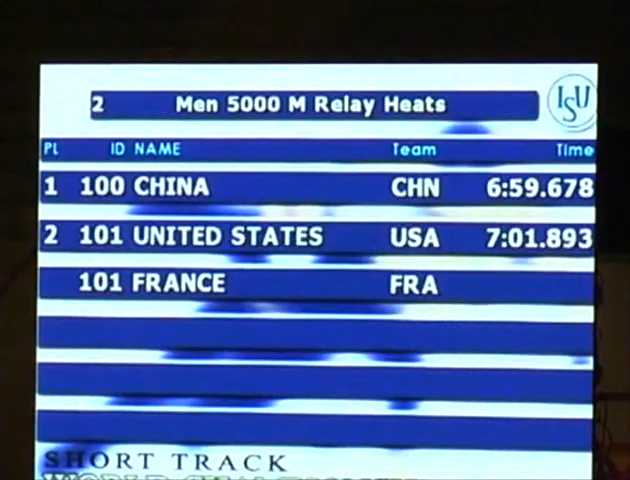 2 Men 5000 M Relay Heats ISU
PL ID NAME Team Time
1 100 CHINA CHN 6:59.678
2 101 UNITED STATES USA 7:01.893
101 FRANCE FRA
SHORT TRACK
WORLD